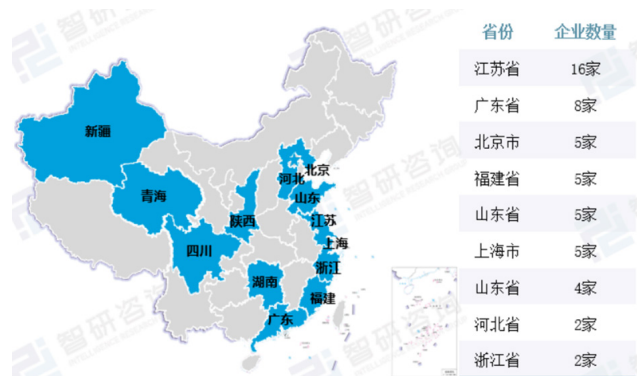 智研咨询
新疆
青海
四川
陕西
河北
北京
山东
江苏
上海
浙江
湖南
福建
广东
省份 企业数量
江苏省 16家
广东省 8家
北京市 5家
福建省 5家
山东省 5家
上海市 5家
山东省 4家
河北省 2家
浙江省 2家